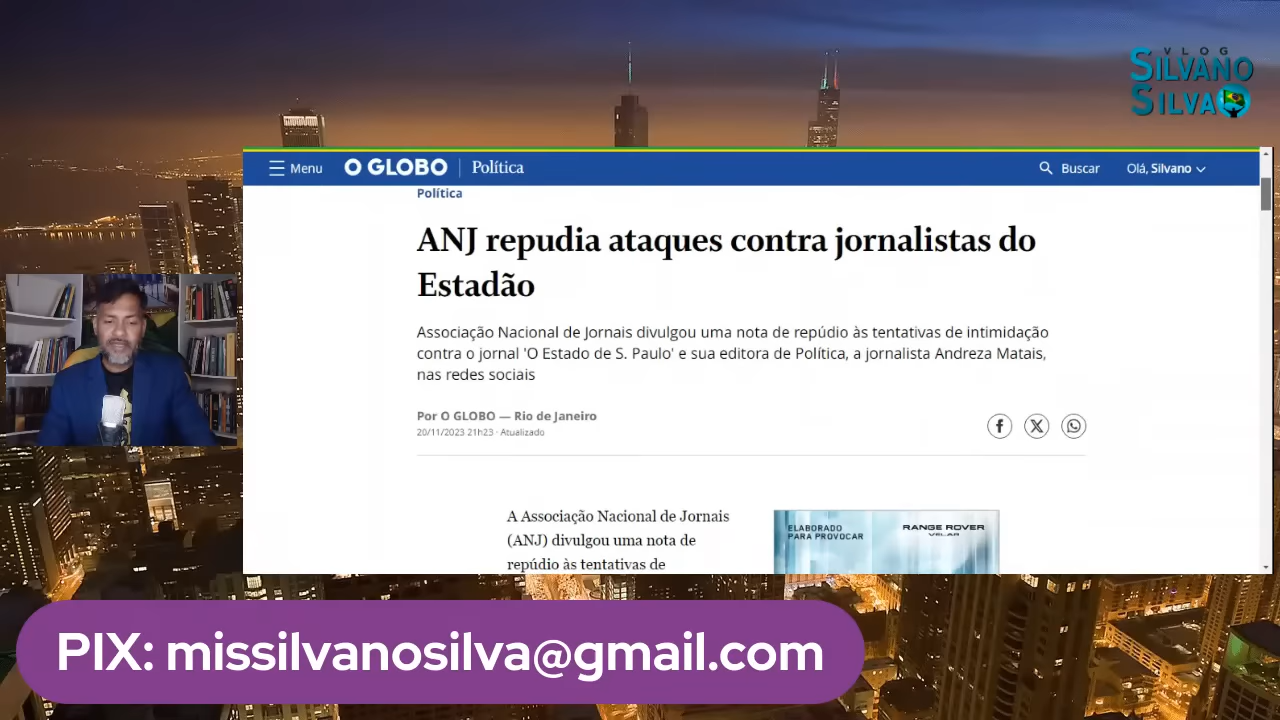 VLOG
SILVANO
SILVA
Menu
O GLOBO
Política
Buscar
Olá, Silvano
Política
ANJ repudia ataques contra jornalistas do
Estadão
Associação Nacional de Jornais divulgou uma nota de repúdio às tentativas de intimidação
contra o jornal 'O Estado de S. Paulo' e sua editora de Política, a jornalista Andreza Matais,
nas redes sociais
Por O GLOBO — Rio de Janeiro
20/11/2023 21h23 · Atualizado
A Associação Nacional de Jornais
(ANJ) divulgou uma nota de
repúdio às tentativas de
ELABORADO
PARA PROVOCAR
RANGE ROVER
VELAR
PIX: missilvanosilva@gmail.com